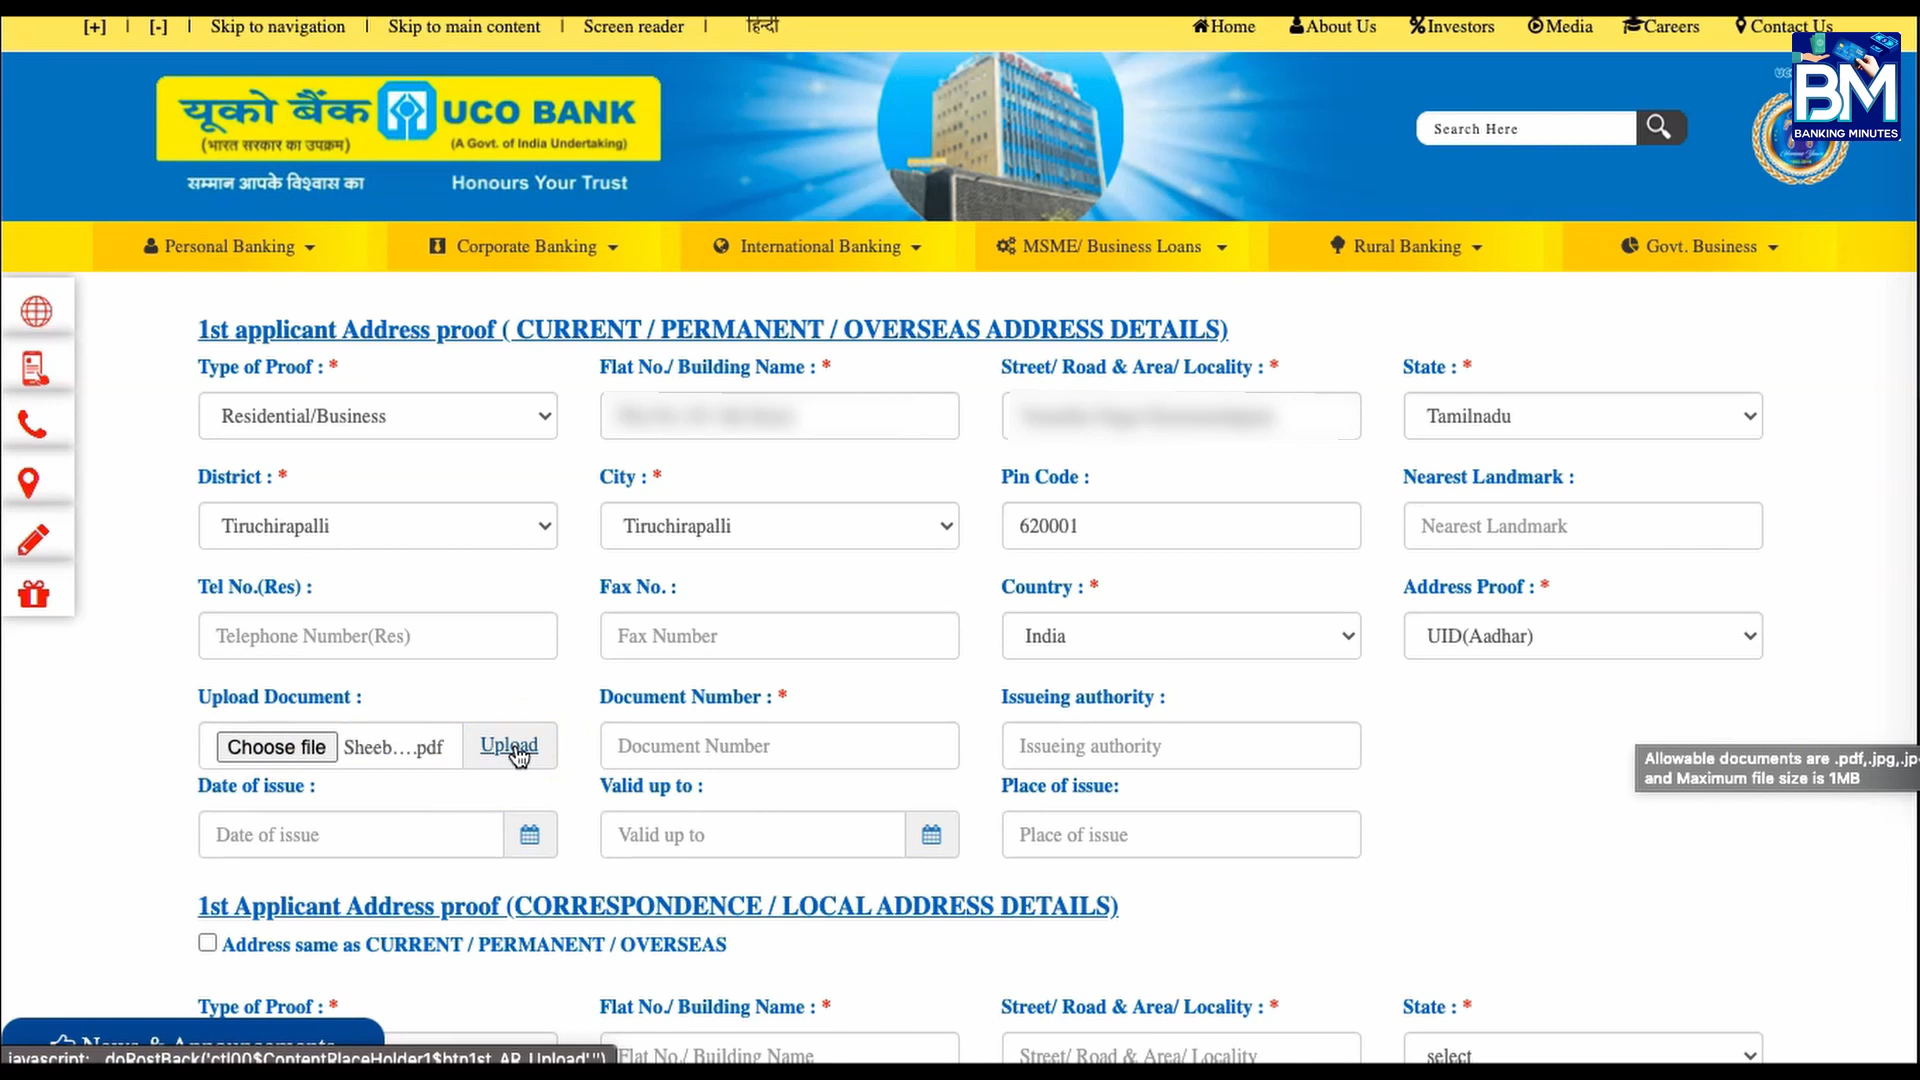 [+] | [-] | Skip to navigation | Skip to main content | Screen reader | हिन्दी
Home About Us Investors Media Careers Contact Us
BM
BANKING MINUTES
यूको बैंक UCO BANK
(भारत सरकार का उपक्रम) (A Govt. of India Undertaking)
सम्मान आपके विश्वास का Honours Your Trust
Search Here
Personal Banking Corporate Banking International Banking MSME/ Business Loans Rural Banking Govt. Business
1st applicant Address proof ( CURRENT / PERMANENT / OVERSEAS ADDRESS DETAILS)
Type of Proof : * Flat No./ Building Name : * Street/ Road & Area/ Locality : * State : *
Residential/Business Tamilnadu
District : * City : * Pin Code : Nearest Landmark :
Tiruchirapalli Tiruchirapalli 620001 Nearest Landmark
Tel No.(Res) : Fax No. : Country : * Address Proof : *
Telephone Number(Res) Fax Number India UID(Aadhar)
Upload Document : Document Number : * Issueing authority :
Choose file Sheeb....pdf Upload Document Number Issueing authority
Allowable documents are .pdf,.jpg,.jp
and Maximum file size is 1MB
Date of issue : Valid up to : Place of issue:
Date of issue Valid up to Place of issue
1st Applicant Address proof (CORRESPONDENCE / LOCAL ADDRESS DETAILS)
Address same as CURRENT / PERMANENT / OVERSEAS
Type of Proof : * Flat No./ Building Name : * Street/ Road & Area/ Locality : * State : *
News & Announcements
Flat No./ Building Name Street/ Road & Area/ Locality select
javascript:__doPostBack('ctl00$ContentPlaceHolder1$btn1st_AR_Upload','')